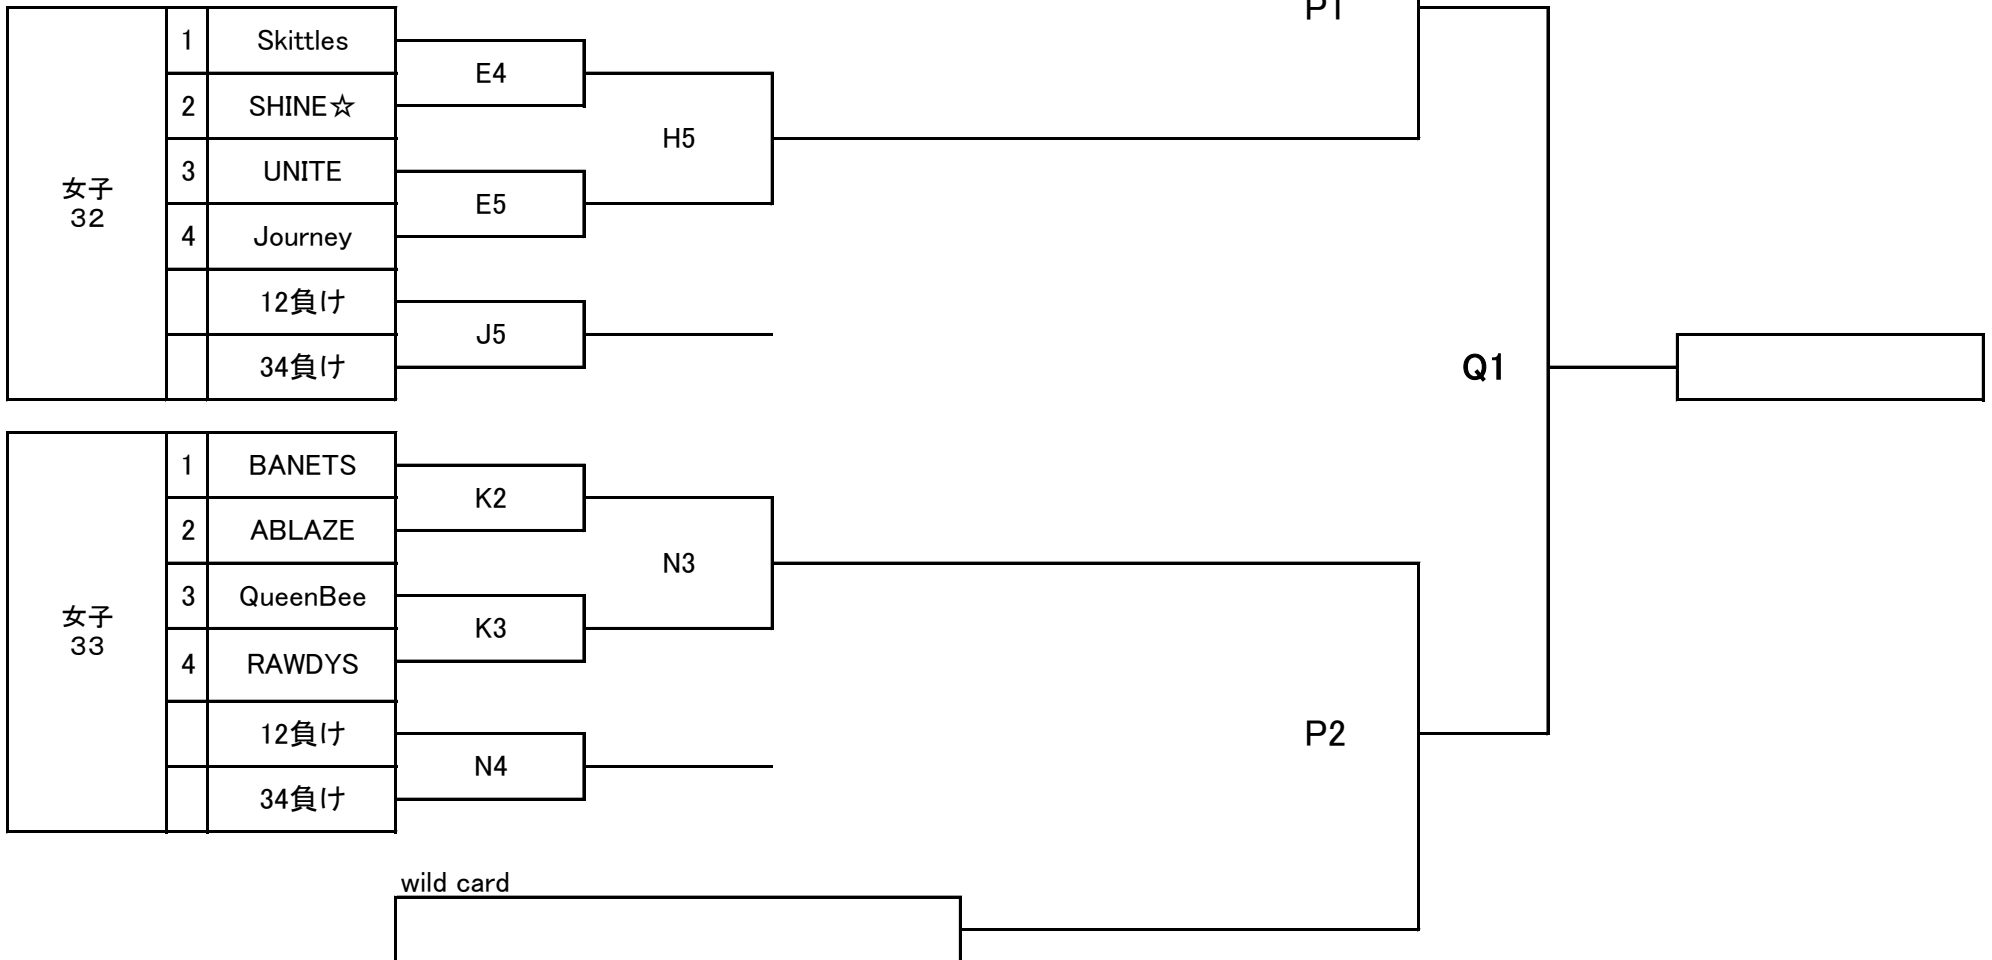 P1
1 Skittles
E4
2 SHINE☆
H5
3 UNITE
女子
３２
E5
4 Journey
12負け
J5
34負け
Q1
1 BANETS
K2
2 ABLAZE
N3
3 QueenBee
女子
３３
K3
4 RAWDYS
12負け
P2
N4
34負け
wild card